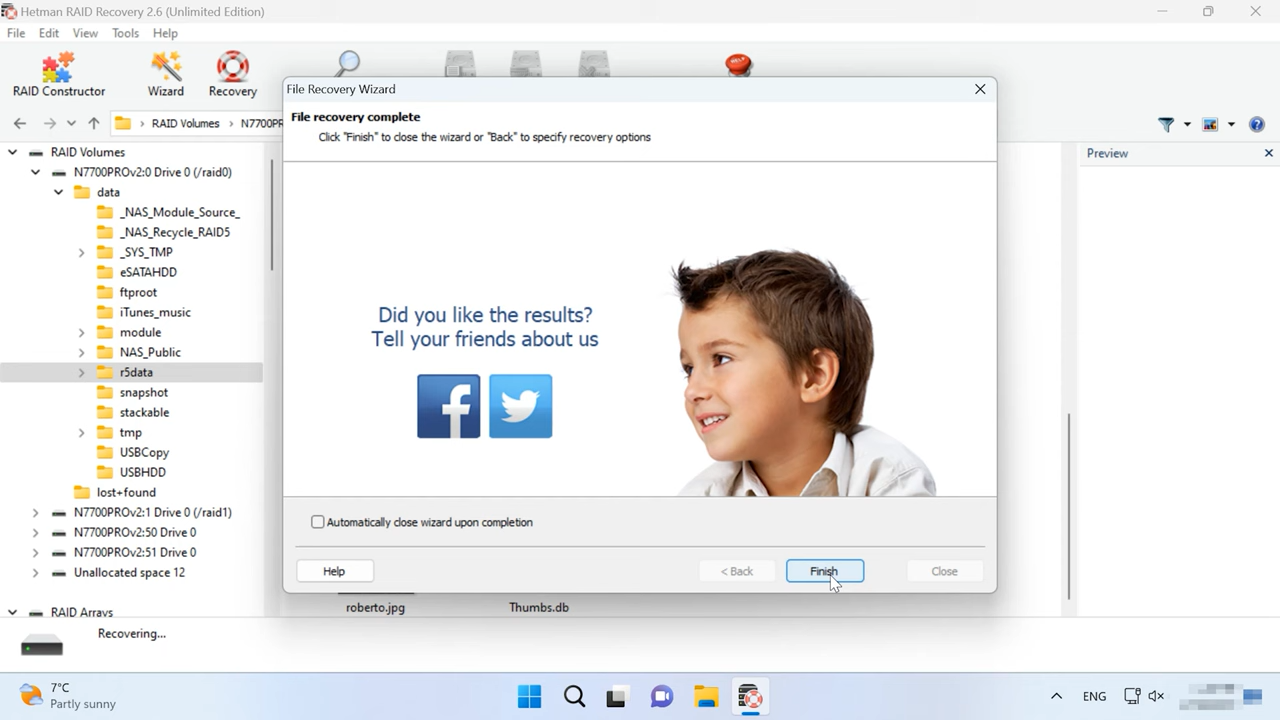 Hetman RAID Recovery 2.6 (Unlimited Edition)
File Edit View Tools Help
RAID Constructor Wizard Recovery HELP
RAID Volumes N7700PR
File Recovery Wizard
File recovery complete
Click "Finish" to close the wizard or "Back" to specify recovery options
RAID Volumes
N7700PROv2:0 Drive 0 (/raid0)
data
_NAS_Module_Source_
_NAS_Recycle_RAID5
_SYS_TMP
eSATAHDD
ftproot
iTunes_music
module
NAS_Public
r5data
snapshot
stackable
tmp
USBCopy
USBHDD
lost+found
N7700PROv2:1 Drive 0 (/raid1)
N7700PROv2:50 Drive 0
N7700PROv2:51 Drive 0
Unallocated space 12
RAID Arrays
Did you like the results?
Tell your friends about us
Automatically close wizard upon completion
Help < Back Finish Close
roberto.jpg Thumbs.db
Preview
Recovering...
7°C
Partly sunny
ENG